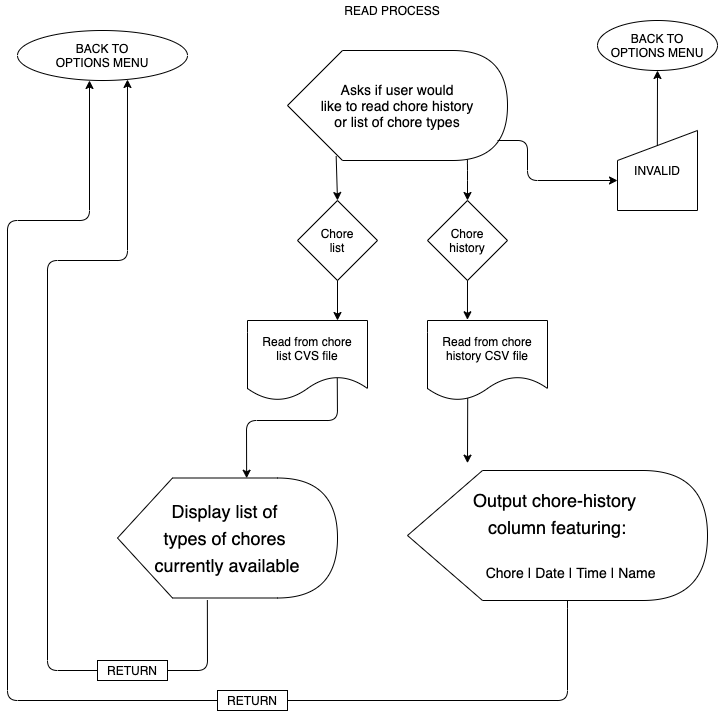 READ PROCESS
BACK TO
OPTIONS MENU
BACK TO
OPTIONS MENU
Asks if user would
like to read chore history
or list of chore types
INVALID
Chore
list
Chore
history
Read from chore
list CVS file
Read from chore
history CSV file
Display list of
types of chores
currently available
Output chore-history
column featuring:
Chore | Date | Time | Name
RETURN
RETURN